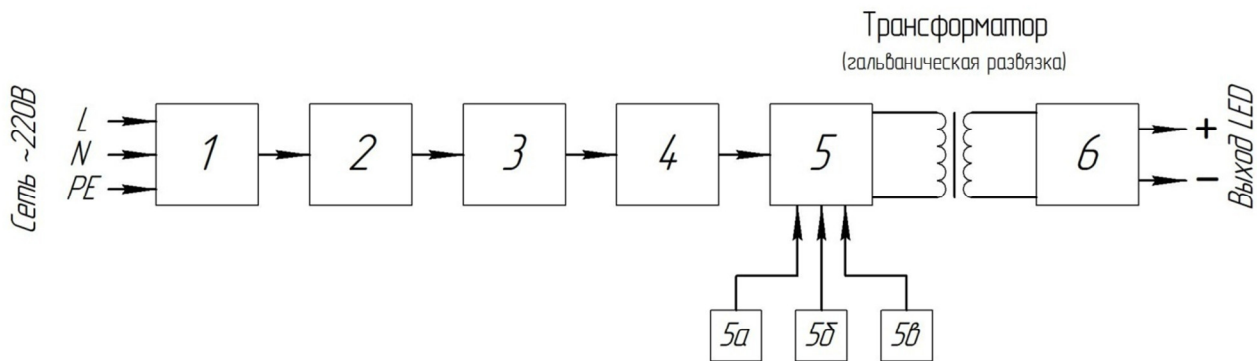 Трансформатор
(гальваническая развязка)
Сеть ~220В
L
N
PE
1
2
3
4
5
6
+
−
Выход LED
5а
5б
5в